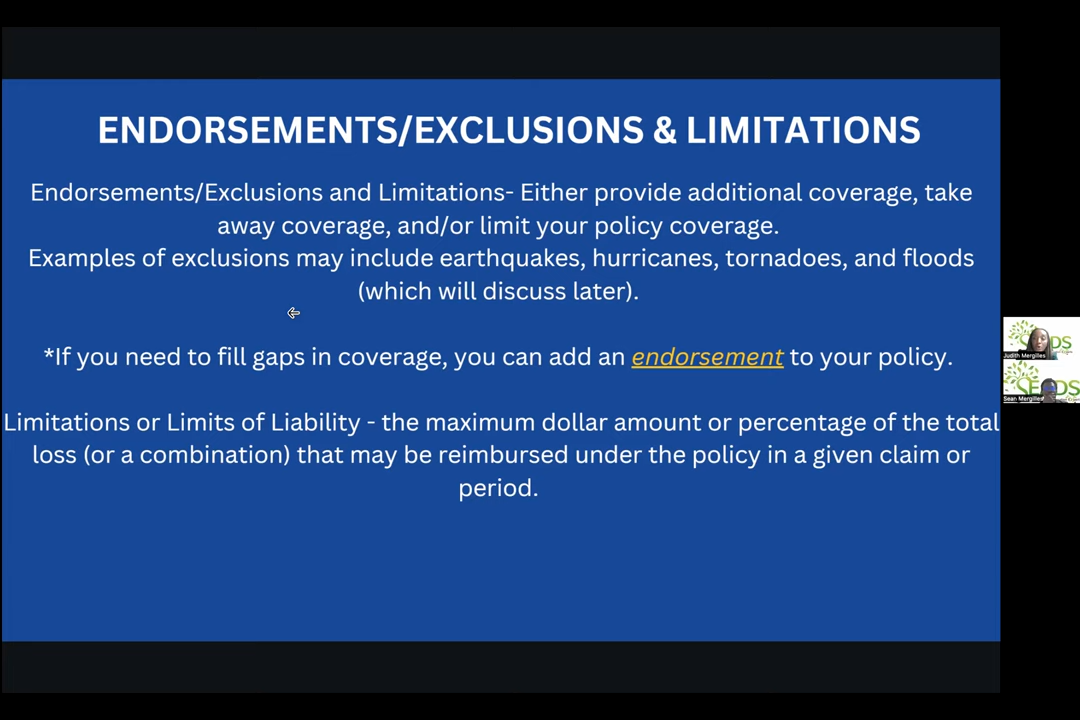 ENDORSEMENTS/EXCLUSIONS & LIMITATIONS
Endorsements/Exclusions and Limitations- Either provide additional coverage, take
away coverage, and/or limit your policy coverage.
Examples of exclusions may include earthquakes, hurricanes, tornadoes, and floods
(which will discuss later).
*If you need to fill gaps in coverage, you can add an endorsement to your policy.
Limitations or Limits of Liability - the maximum dollar amount or percentage of the total
loss (or a combination) that may be reimbursed under the policy in a given claim or
period.
Judith Mergilles
Sean Mergilles